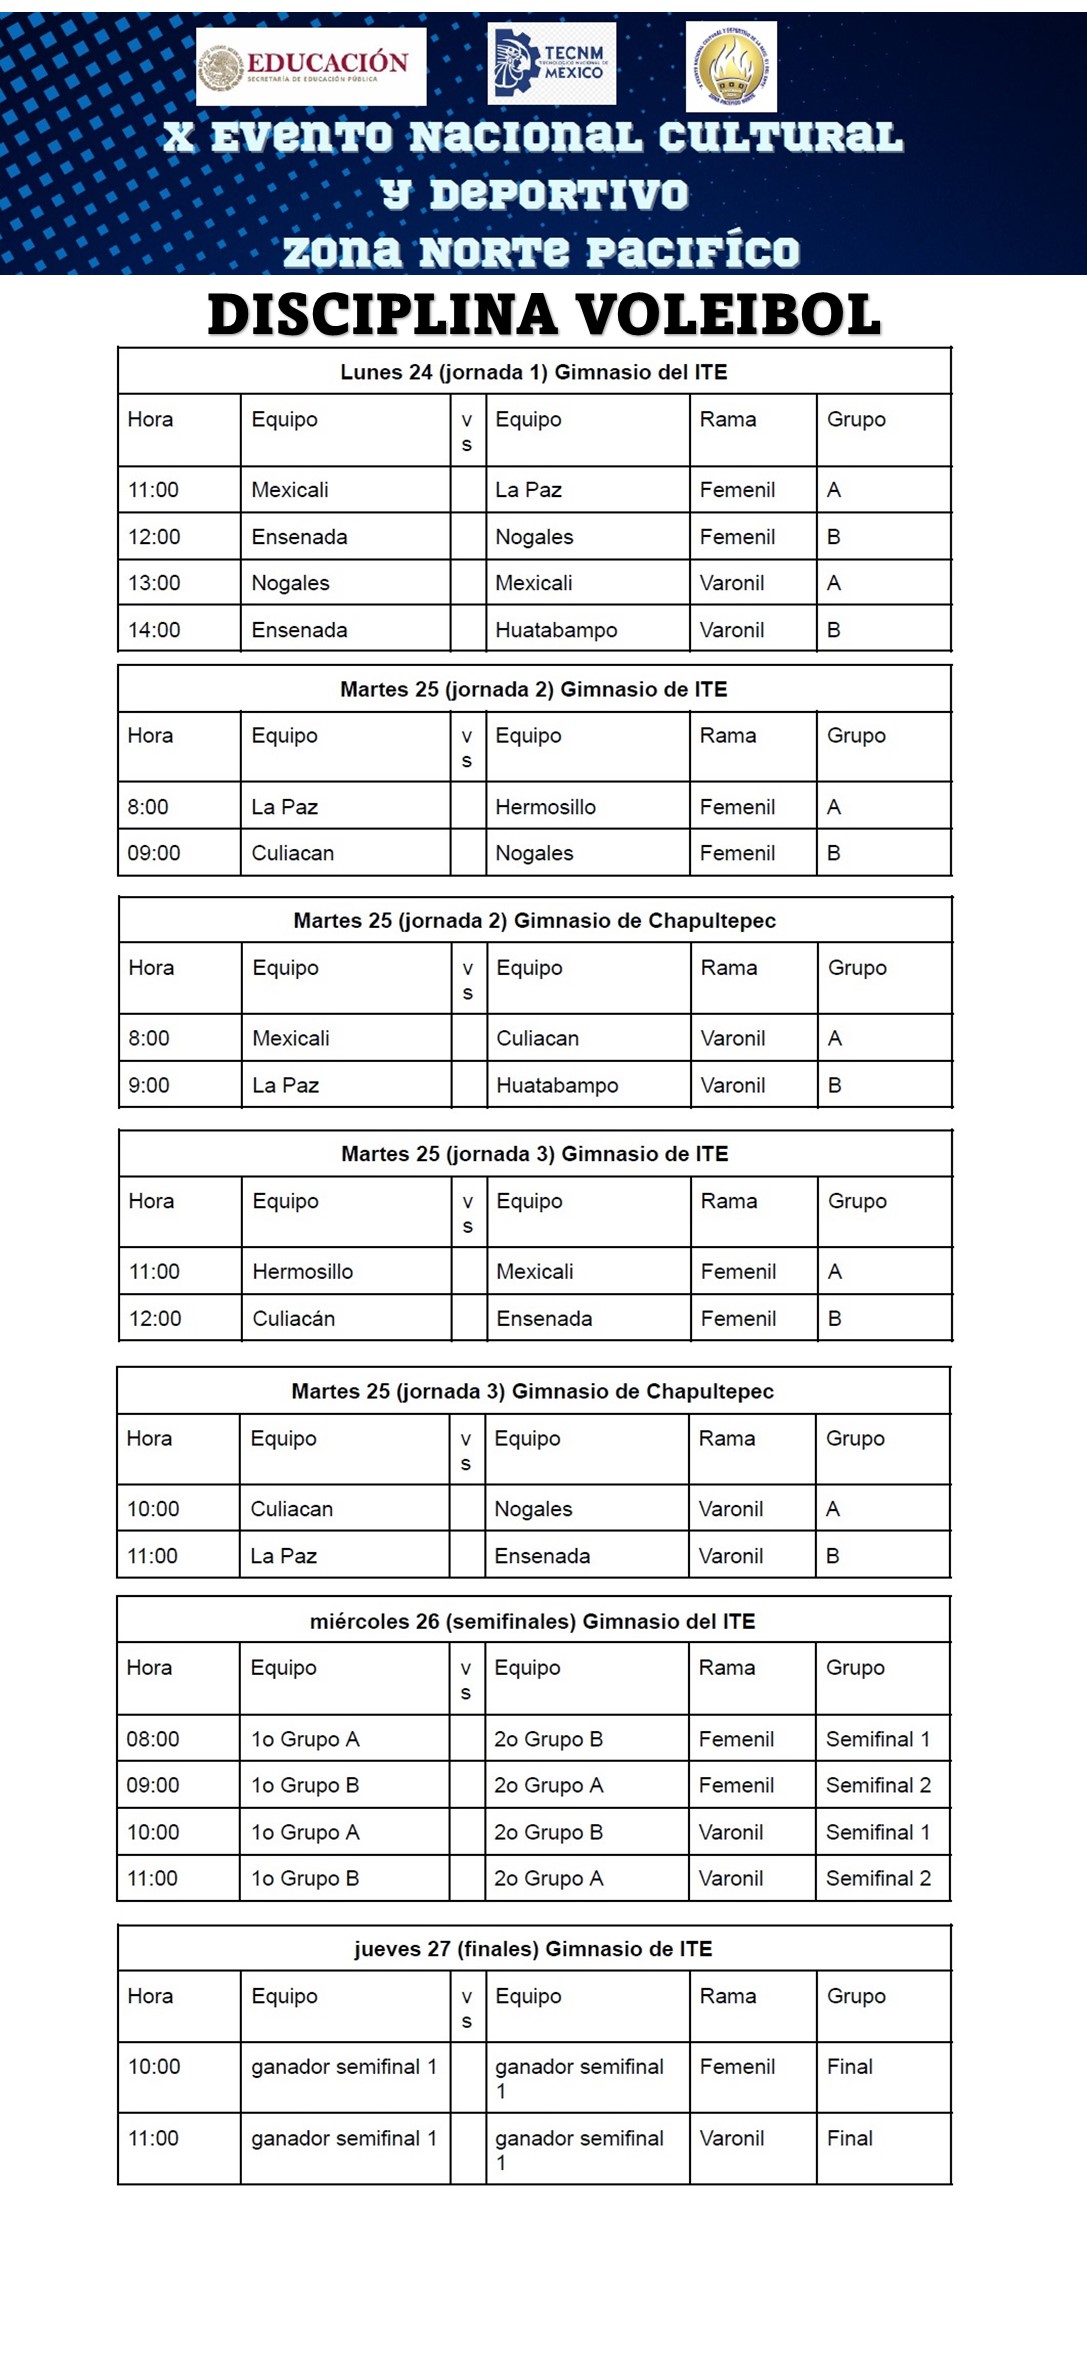 EDUCACIÓN
SECRETARÍA DE EDUCACIÓN PÚBLICA
TECNM
TECNOLÓGICO NACIONAL DE
MÉXICO
X Evento Nacional Cultural
y Deportivo
Zona Norte Pacifíco
DISCIPLINA VOLEIBOL
Lunes 24 (jornada 1) Gimnasio del ITE
Hora Equipo vs Equipo Rama Grupo
11:00 Mexicali La Paz Femenil A
12:00 Ensenada Nogales Femenil B
13:00 Nogales Mexicali Varonil A
14:00 Ensenada Huatabampo Varonil B
Martes 25 (jornada 2) Gimnasio de ITE
Hora Equipo vs Equipo Rama Grupo
8:00 La Paz Hermosillo Femenil A
09:00 Culiacan Nogales Femenil B
Martes 25 (jornada 2) Gimnasio de Chapultepec
Hora Equipo vs Equipo Rama Grupo
8:00 Mexicali Culiacan Varonil A
9:00 La Paz Huatabampo Varonil B
Martes 25 (jornada 3) Gimnasio de ITE
Hora Equipo vs Equipo Rama Grupo
11:00 Hermosillo Mexicali Femenil A
12:00 Culiacán Ensenada Femenil B
Martes 25 (jornada 3) Gimnasio de Chapultepec
Hora Equipo vs Equipo Rama Grupo
10:00 Culiacan Nogales Varonil A
11:00 La Paz Ensenada Varonil B
miércoles 26 (semifinales) Gimnasio del ITE
Hora Equipo vs Equipo Rama Grupo
08:00 1o Grupo A 2o Grupo B Femenil Semifinal 1
09:00 1o Grupo B 2o Grupo A Femenil Semifinal 2
10:00 1o Grupo A 2o Grupo B Varonil Semifinal 1
11:00 1o Grupo B 2o Grupo A Varonil Semifinal 2
jueves 27 (finales) Gimnasio de ITE
Hora Equipo vs Equipo Rama Grupo
10:00 ganador semifinal 1 ganador semifinal 1 Femenil Final
11:00 ganador semifinal 1 ganador semifinal 1 Varonil Final